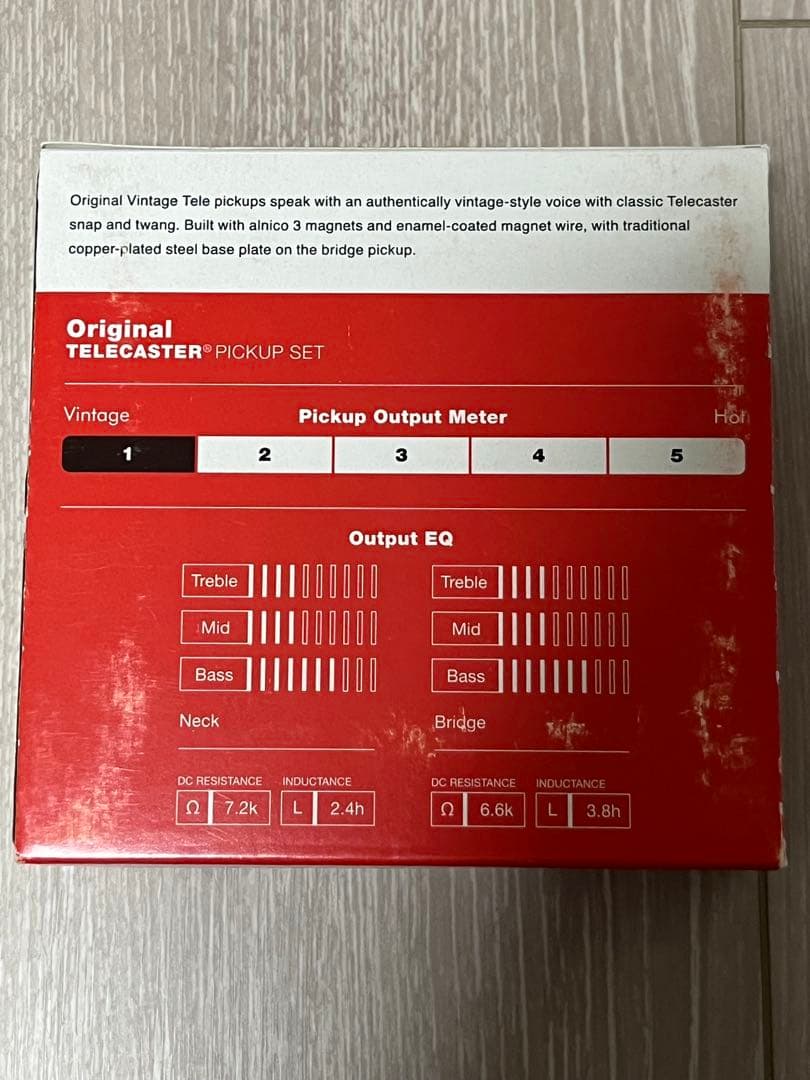 Original Vintage Tele pickups speak with an authentically vintage-style voice with classic Telecaster
snap and twang. Built with alnico 3 magnets and enamel-coated magnet wire, with traditional
copper-plated steel base plate on the bridge pickup.
Original
TELECASTER® PICKUP SET
Vintage Pickup Output Meter Hot
1 2 3 4 5
Output EQ
Treble Treble
Mid Mid
Bass Bass
Neck Bridge
DC RESISTANCE INDUCTANCE DC RESISTANCE INDUCTANCE
Ω 7.2k L 2.4h Ω 6.6k L 3.8h